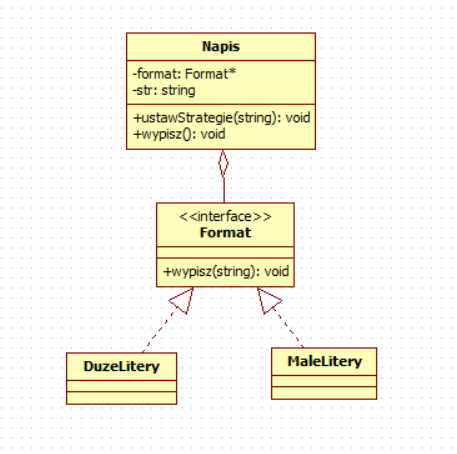 Napis
-format: Format*
-str: string
+ustawStrategie(string): void
+wypisz(): void
<<interface>>
Format
+wypisz(string): void
DuzeLitery
MaleLitery